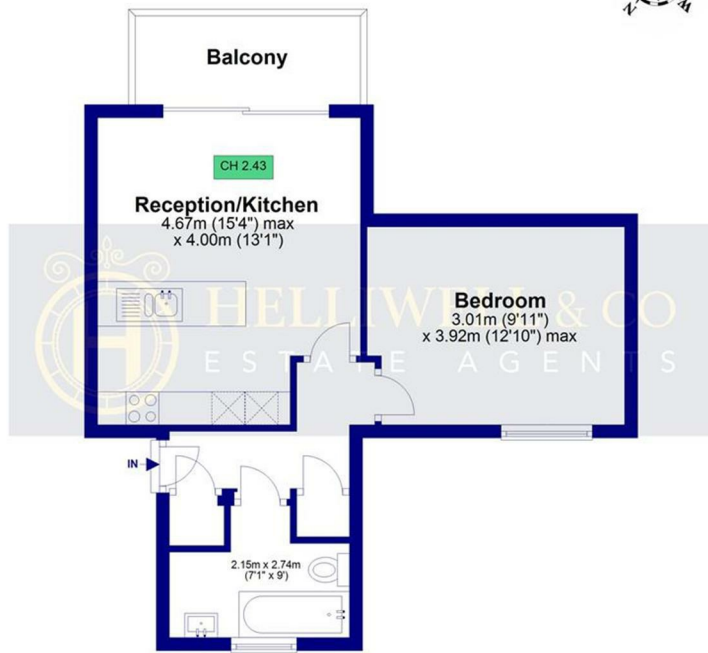 N W
Balcony
CH 2.43
Reception/Kitchen
4.67m (15'4") max
x 4.00m (13'1")
Bedroom
3.01m (9'11")
x 3.92m (12'10") max
H
HELLIWELL & CO
ESTATE AGENTS
IN
2.15m x 2.74m
(7'1" x 9')